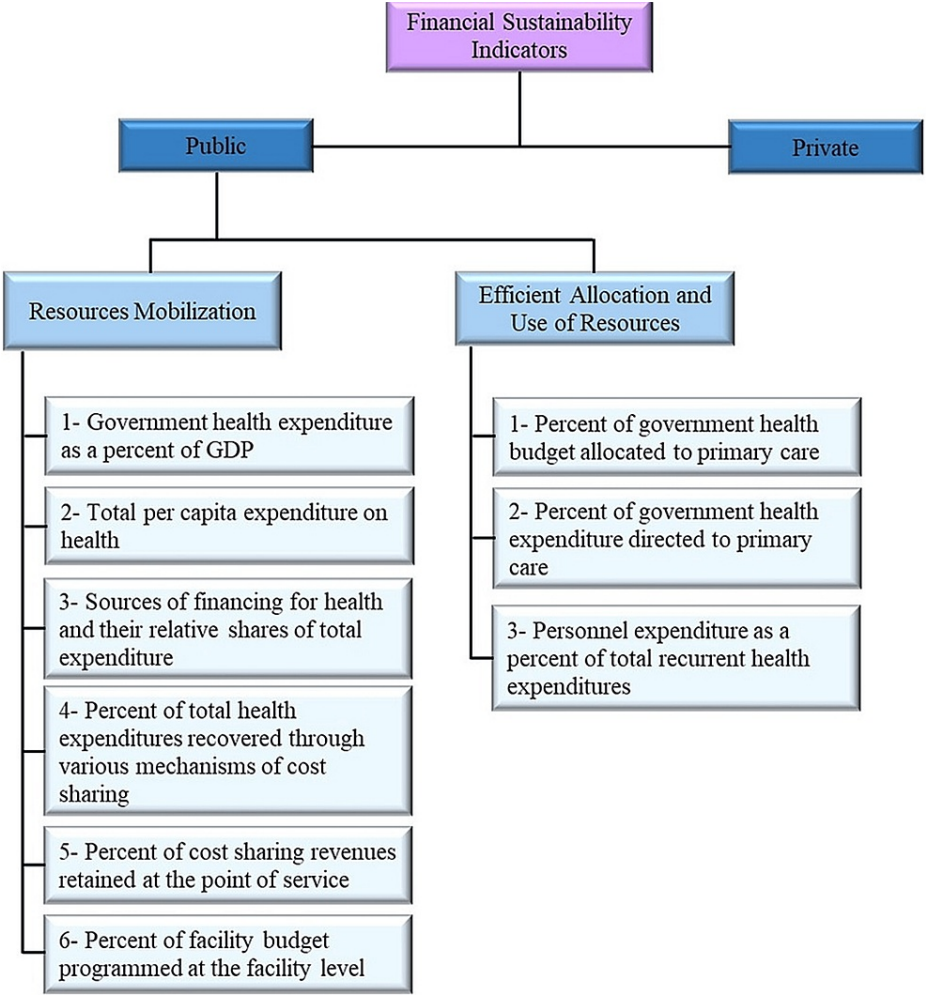 Financial Sustainability
Indicators
Public
Private
Resources Mobilization
Efficient Allocation and
Use of Resources
1- Government health expenditure
as a percent of GDP
2- Total per capita expenditure on
health
3- Sources of financing for health
and their relative shares of total
expenditure
4- Percent of total health
expenditures recovered through
various mechanisms of cost
sharing
5- Percent of cost sharing revenues
retained at the point of service
6- Percent of facility budget
programmed at the facility level
1- Percent of government health
budget allocated to primary care
2- Percent of government health
expenditure directed to primary
care
3- Personnel expenditure as a
percent of total recurrent health
expenditures